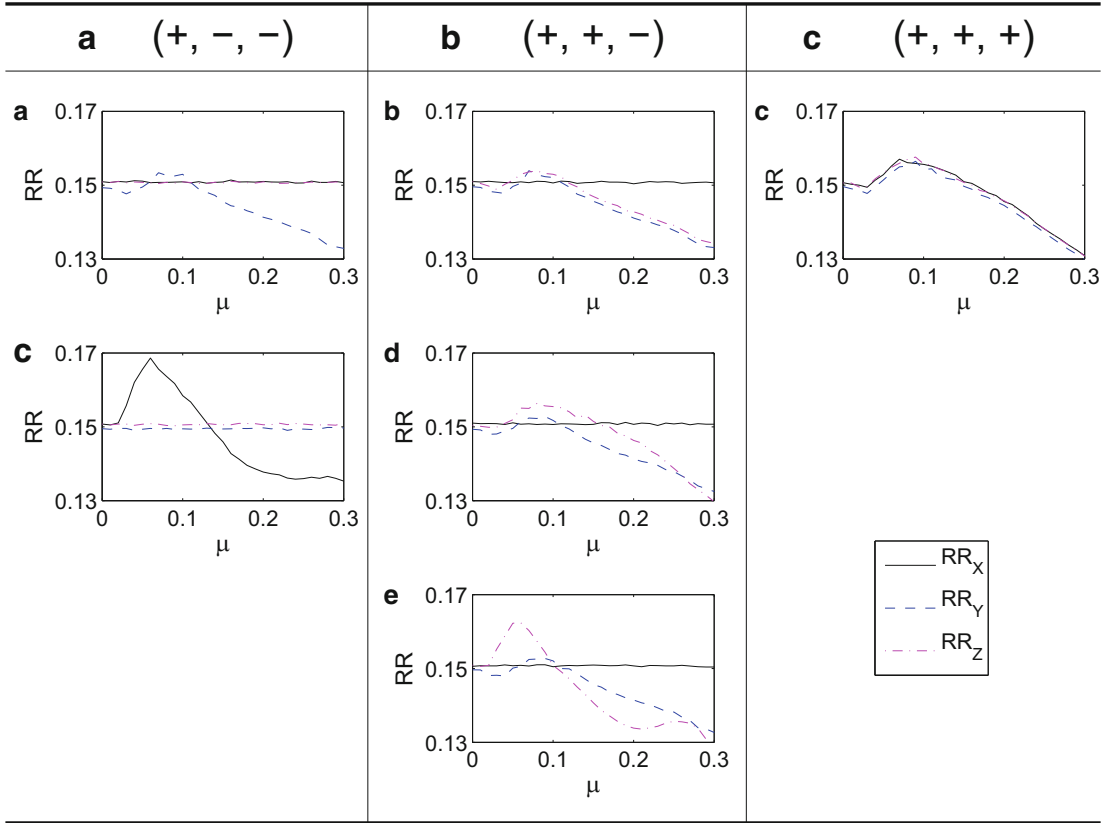 a (+, −, −)
b (+, +, −)
c (+, +, +)
a
0.17
0.15
0.13
RR
0 0.1 0.2 0.3
μ
b
0.17
0.15
0.13
RR
0 0.1 0.2 0.3
μ
c
0.17
0.15
0.13
RR
0 0.1 0.2 0.3
μ
c
0.17
0.15
0.13
RR
0 0.1 0.2 0.3
μ
d
0.17
0.15
0.13
RR
0 0.1 0.2 0.3
μ
RR_X
RR_Y
RR_Z
e
0.17
0.15
0.13
RR
0 0.1 0.2 0.3
μ